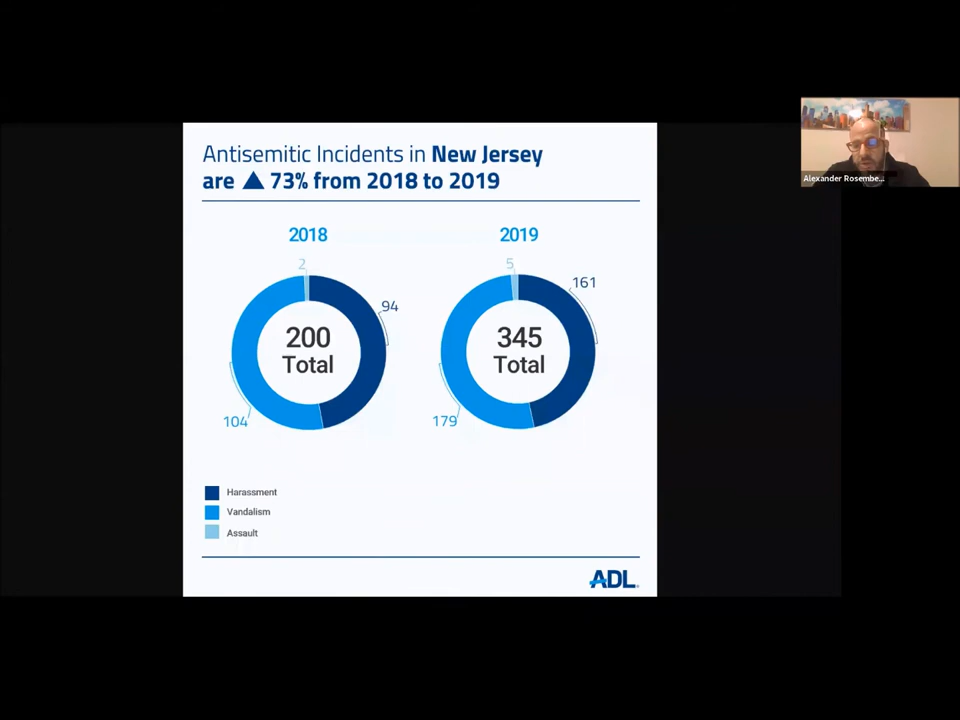 Antisemitic Incidents in New Jersey
are ▲ 73% from 2018 to 2019
2018
2019
2
94
200
Total
104
5
161
345
Total
179
Harassment
Vandalism
Assault
ADL
Alexander Rosembe...